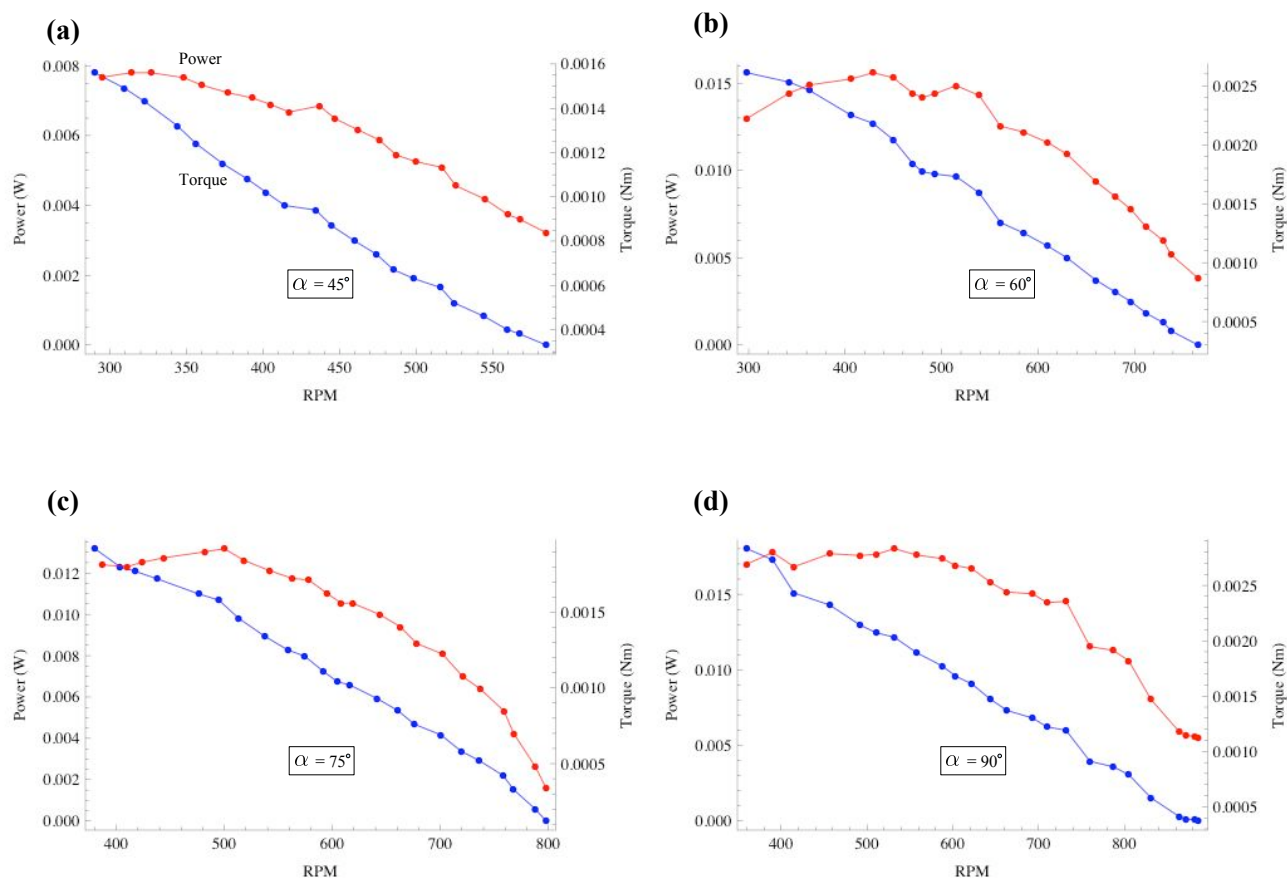 (a)
Power
Torque
0.008
0.006
0.004
0.002
0.000
Power (W)
0.0016
0.0014
0.0012
0.0010
0.0008
0.0006
0.0004
Torque (Nm)
α = 45°
300 350 400 450 500 550
RPM
(b)
0.015
0.010
0.005
0.000
Power (W)
0.0025
0.0020
0.0015
0.0010
0.0005
Torque (Nm)
α = 60°
300 400 500 600 700
RPM
(c)
0.012
0.010
0.008
0.006
0.004
0.002
0.000
Power (W)
0.0015
0.0010
0.0005
Torque (Nm)
α = 75°
400 500 600 700 800
RPM
(d)
0.015
0.010
0.005
0.000
Power (W)
0.0025
0.0020
0.0015
0.0010
0.0005
Torque (Nm)
α = 90°
400 500 600 700 800
RPM